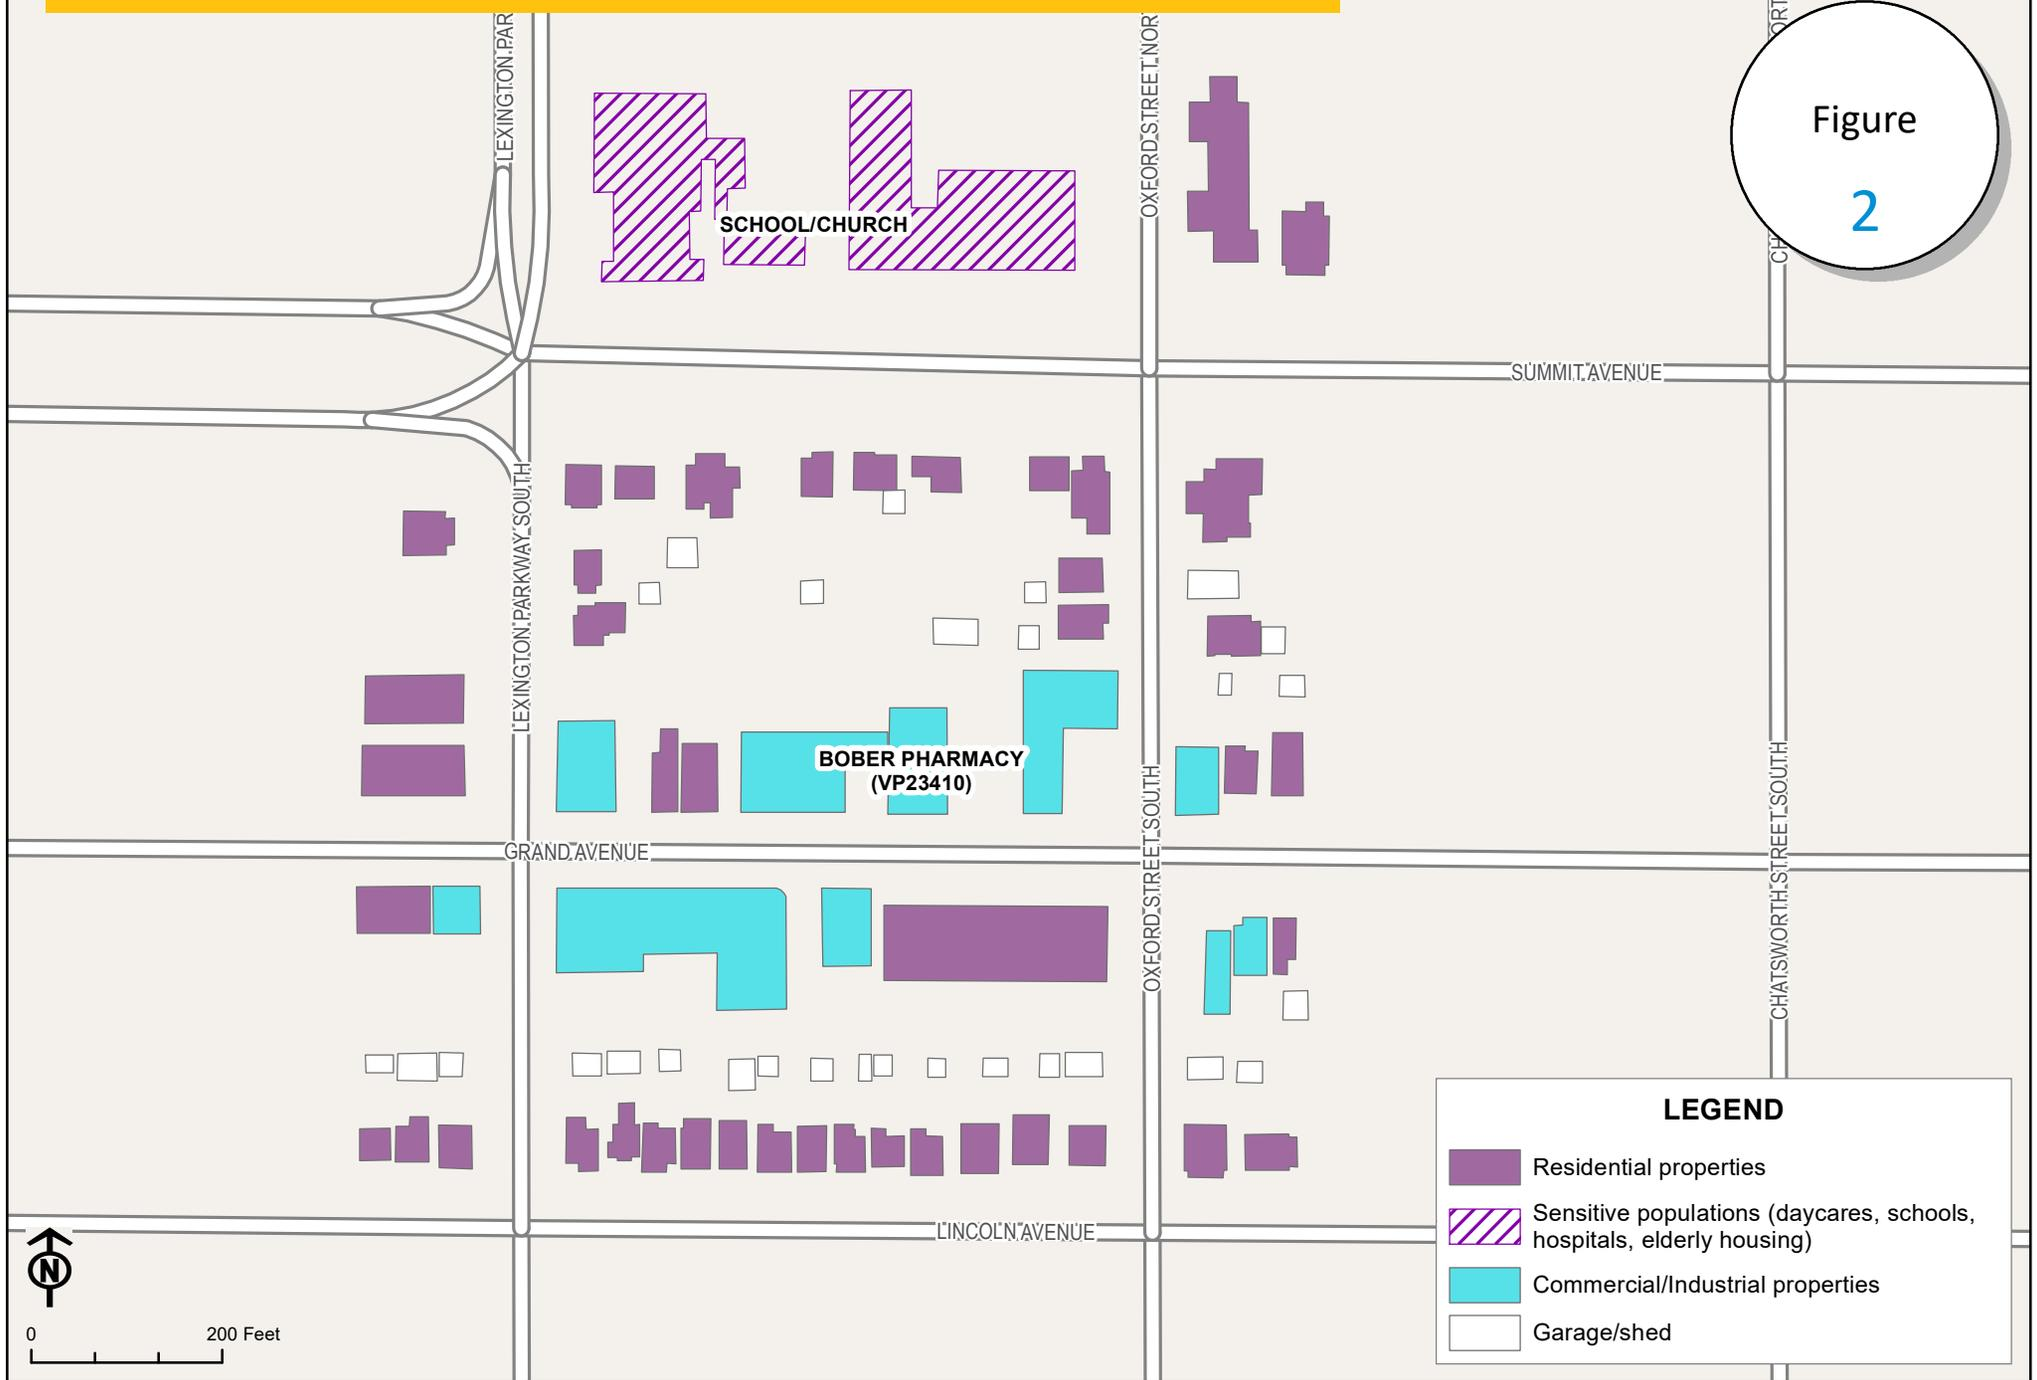 LEXINGTON PAR
OXFORD STREET NOR
ORT
CH
Figure
2
SCHOOL/CHURCH
SUMMIT AVENUE
LEXINGTON PARKWAY SOUTH
BOBER PHARMACY
(VP23410)
OXFORD STREET SOUTH
CHATSWORTH STREET SOUTH
GRAND AVENUE
LINCOLN AVENUE
N
0 200 Feet
LEGEND
Residential properties
Sensitive populations (daycares, schools,
hospitals, elderly housing)
Commercial/Industrial properties
Garage/shed